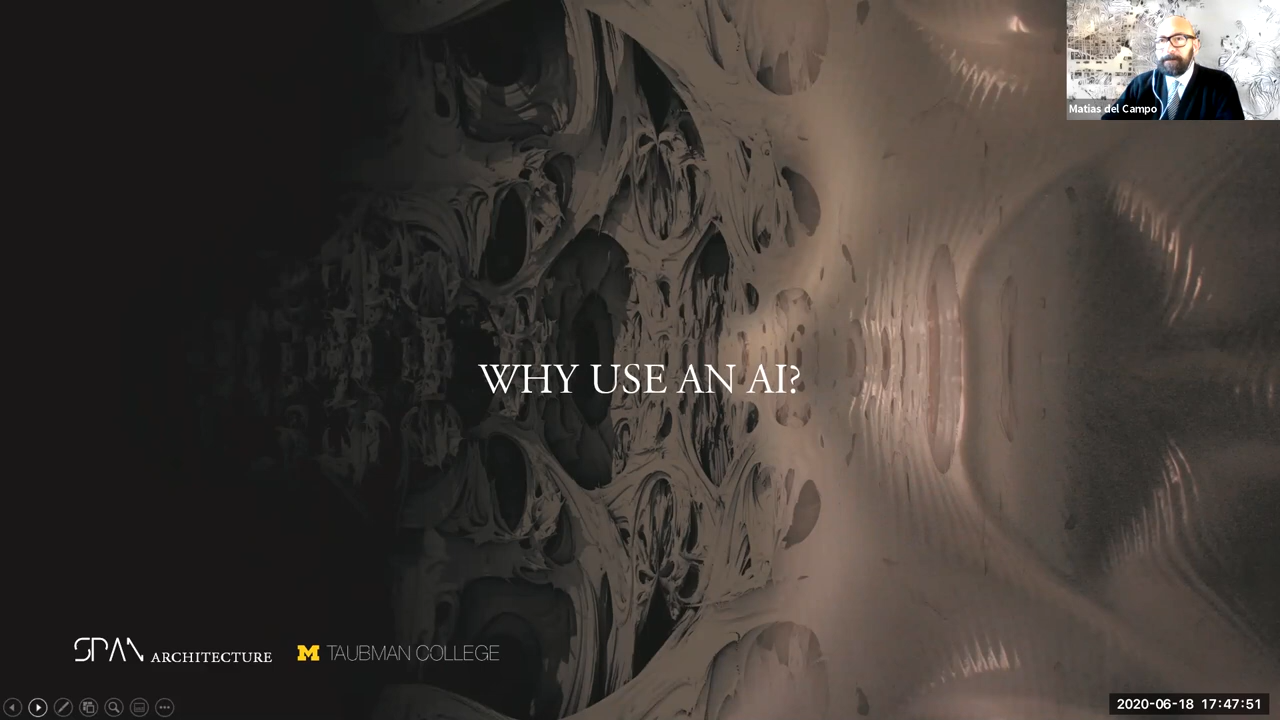 Matias del Campo
WHY USE AN AI?
SPAN ARCHITECTURE
M TAUBMAN COLLEGE
2020-06-18 17:47:51